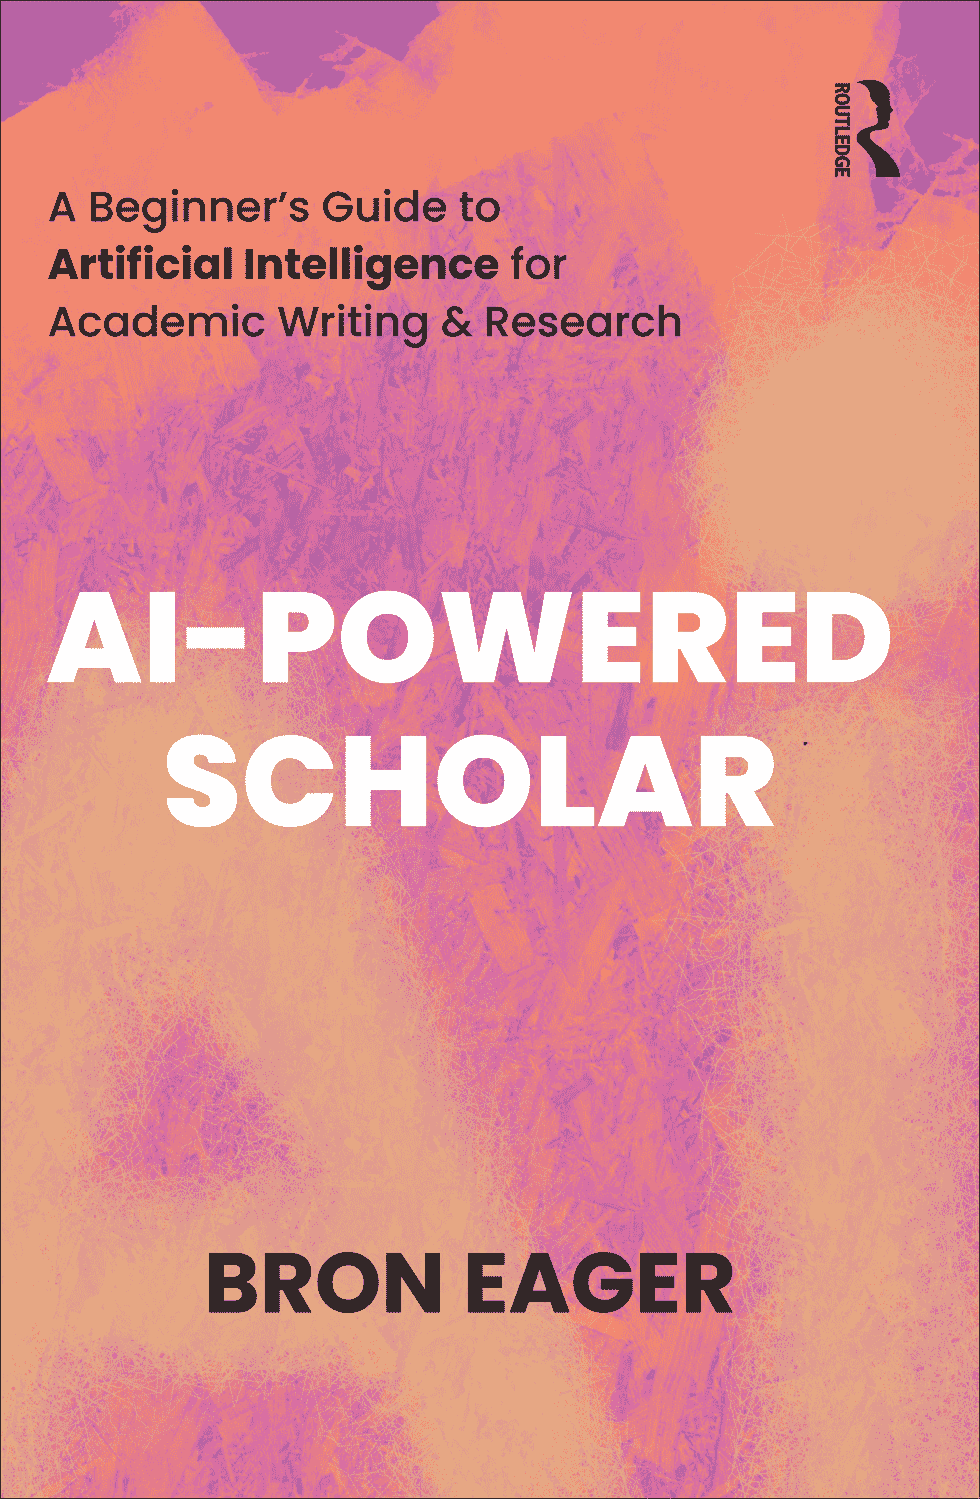 ROUTLEDGE
A Beginner’s Guide to
Artificial Intelligence for
Academic Writing & Research
AI-POWERED
SCHOLAR
BRON EAGER